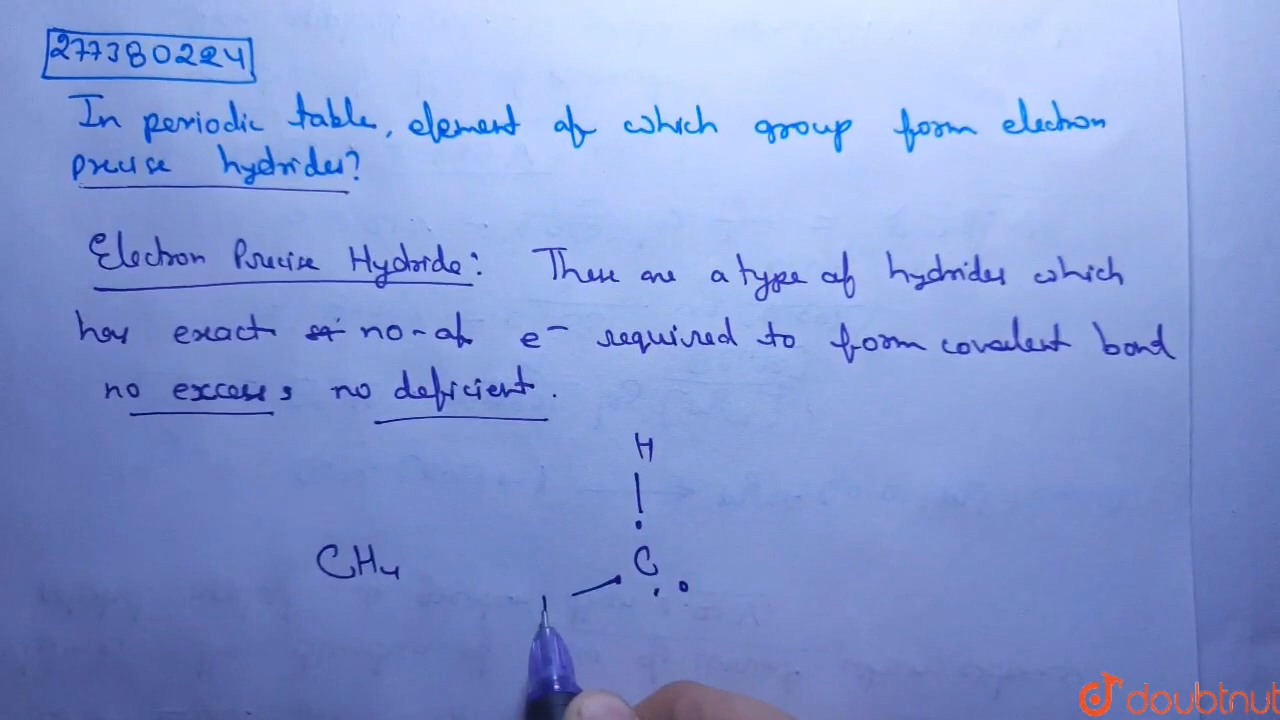 277380224
In periodic table, element of which group form electron
precise hydrides?
Electron Precise Hydride: These are a type of hydrides which
has exact no-of e- required to form covalent bond
no excess no deficient.
H
CH4
C
doubtnut